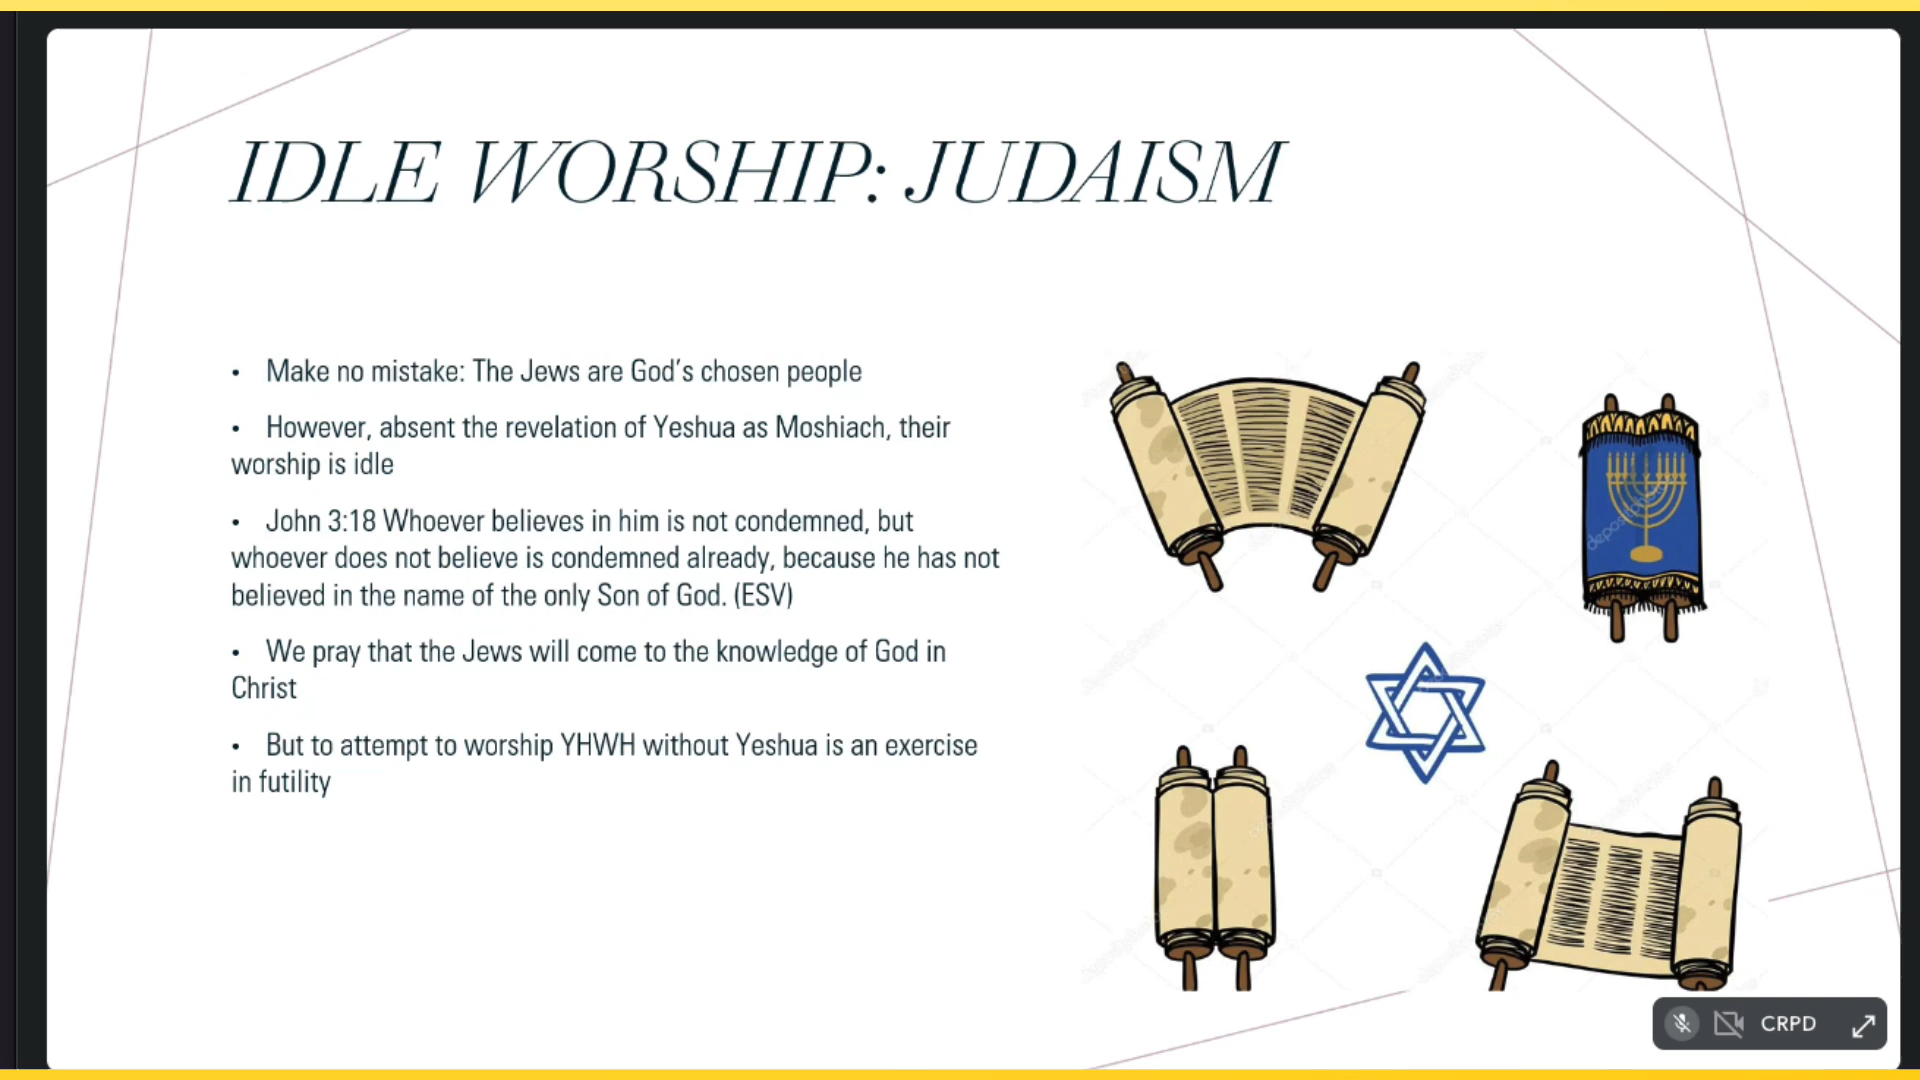 IDLE WORSHIP: JUDAISM
• Make no mistake: The Jews are God's chosen people
• However, absent the revelation of Yeshua as Moshiach, their
worship is idle
• John 3:18 Whoever believes in him is not condemned, but
whoever does not believe is condemned already, because he has not
believed in the name of the only Son of God. (ESV)
• We pray that the Jews will come to the knowledge of God in
Christ
• But to attempt to worship YHWH without Yeshua is an exercise
in futility
CRPD